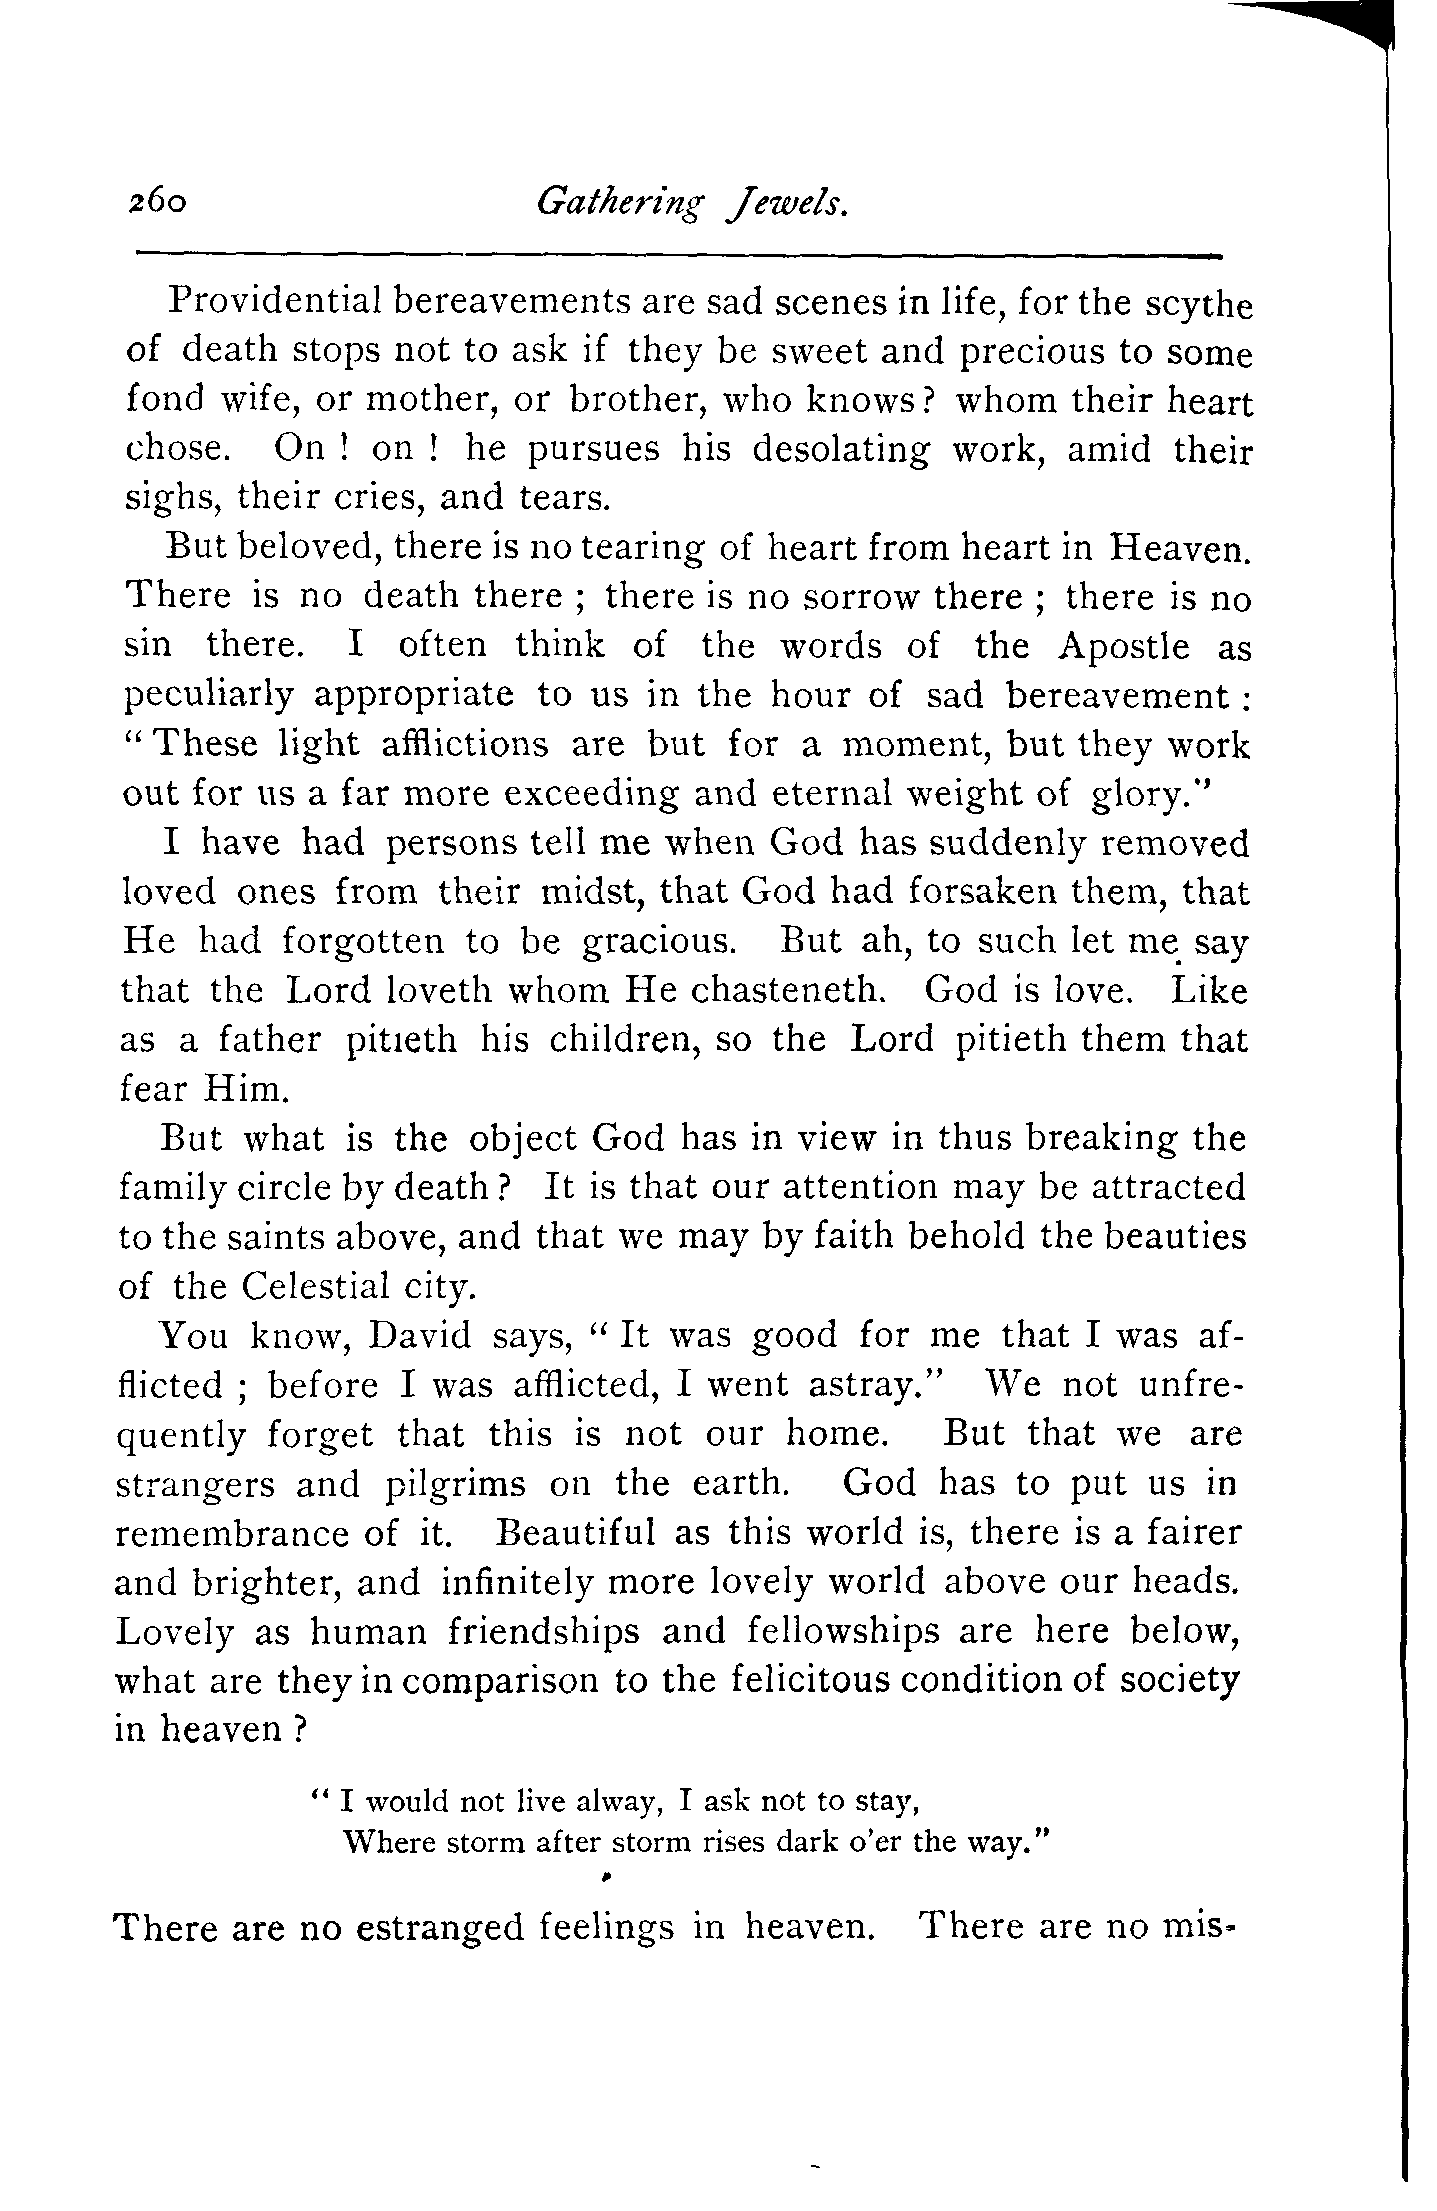 260 Gathering Jewels.
Providential bereavements are sad scenes in life, for the scythe
of death stops not to ask if they be sweet and precious to some
fond wife, or mother, or brother, who knows? whom their heart
chose. On ! on ! he pursues his desolating work, amid their
sighs, their cries, and tears.
But beloved, there is no tearing of heart from heart in Heaven.
There is no death there ; there is no sorrow there ; there is no
sin there. I often think of the words of the Apostle as
peculiarly appropriate to us in the hour of sad bereavement :
“ These light afflictions are but for a moment, but they work
out for us a far more exceeding and eternal weight of glory.”
I have had persons tell me when God has suddenly removed
loved ones from their midst, that God had forsaken them, that
He had forgotten to be gracious. But ah, to such let me say
that the Lord loveth whom He chasteneth. God is love. Like
as a father pitieth his children, so the Lord pitieth them that
fear Him.
But what is the object God has in view in thus breaking the
family circle by death ? It is that our attention may be attracted
to the saints above, and that we may by faith behold the beauties
of the Celestial city.
You know, David says, “ It was good for me that I was af-
flicted ; before I was afflicted, I went astray.” We not unfre-
quently forget that this is not our home. But that we are
strangers and pilgrims on the earth. God has to put us in
remembrance of it. Beautiful as this world is, there is a fairer
and brighter, and infinitely more lovely world above our heads.
Lovely as human friendships and fellowships are here below,
what are they in comparison to the felicitous condition of society
in heaven ?
“ I would not live alway, I ask not to stay,
Where storm after storm rises dark o’er the way.”
There are no estranged feelings in heaven. There are no mis-